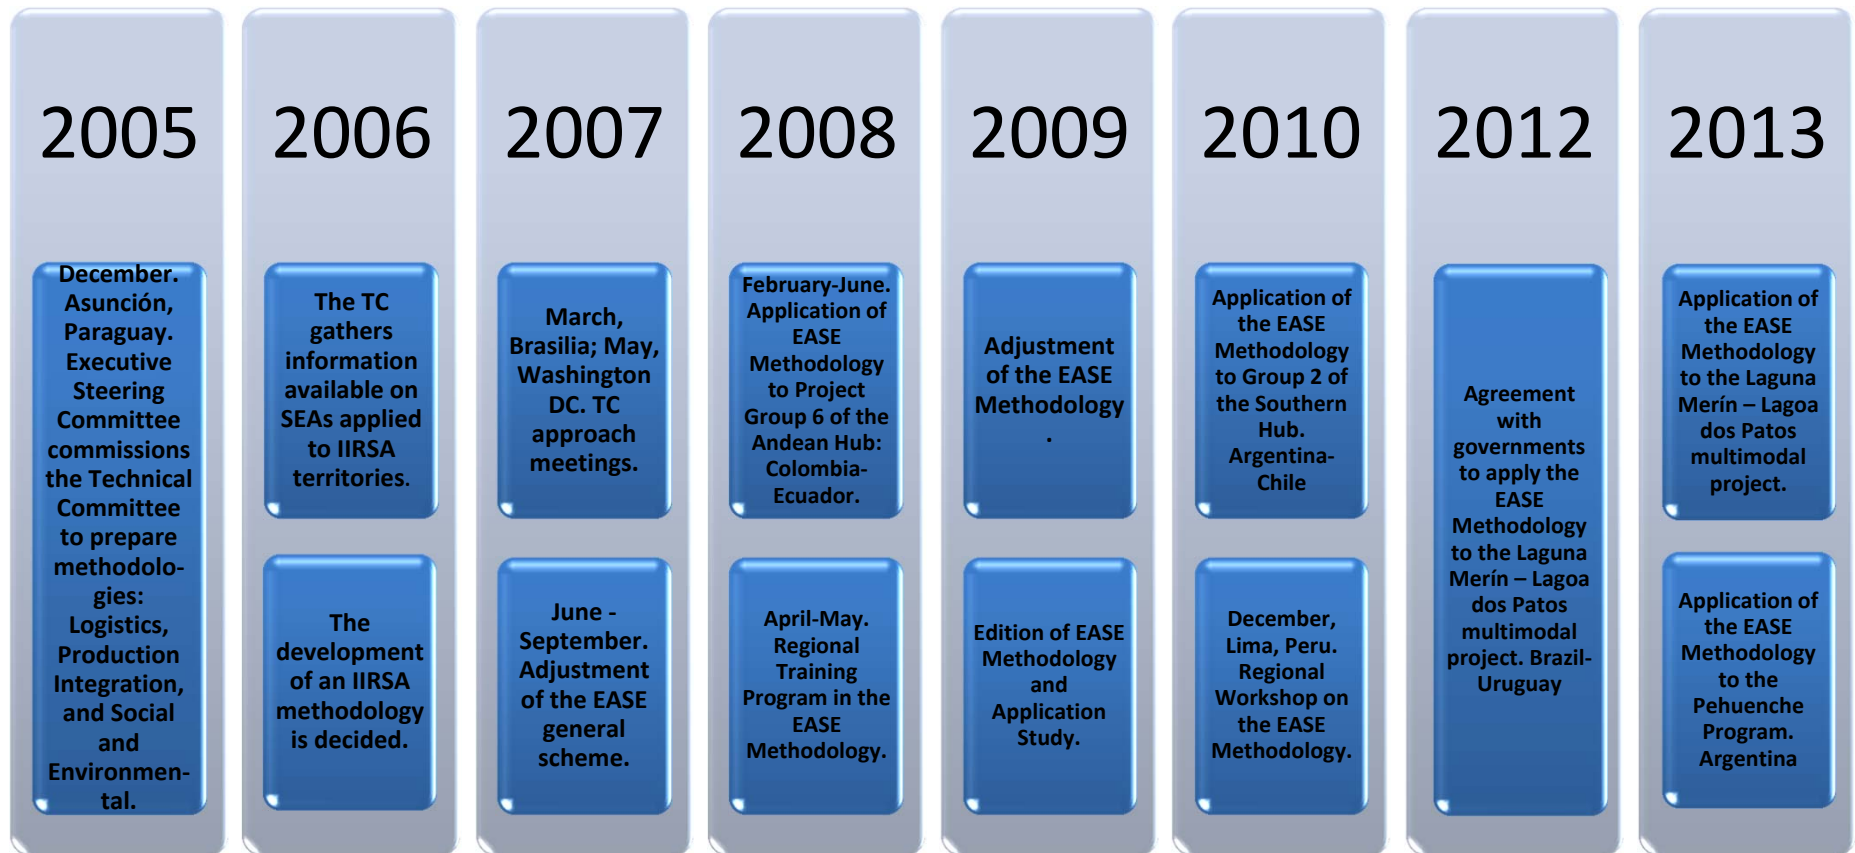 2005
December.
Asunción,
Paraguay.
Executive
Steering
Committee
commissions
the Technical
Committee
to prepare
methodolo-
gies:
Logistics,
Production
Integration,
and Social
and
Environmen-
tal.
2006
The TC
gathers
information
available on
SEAs applied
to IIRSA
territories.
The
development
of an IIRSA
methodology
is decided.
2007
March,
Brasilia; May,
Washington
DC. TC
approach
meetings.
June -
September.
Adjustment
of the EASE
general
scheme.
2008
February-June.
Application of
EASE
Methodology
to Project
Group 6 of the
Andean Hub:
Colombia-
Ecuador.
April-May.
Regional
Training
Program in the
EASE
Methodology.
2009
Adjustment
of the EASE
Methodology
.
Edition of EASE
Methodology
and
Application
Study.
2010
Application of
the EASE
Methodology
to Group 2 of
the Southern
Hub.
Argentina-
Chile
December,
Lima, Peru.
Regional
Workshop on
the EASE
Methodology.
2012
Agreement
with
governments
to apply the
EASE
Methodology
to the Laguna
Merín – Lagoa
dos Patos
multimodal
project. Brazil-
Uruguay
2013
Application of
the EASE
Methodology
to the Laguna
Merín – Lagoa
dos Patos
multimodal
project.
Application of
the EASE
Methodology
to the
Pehuenche
Program.
Argentina